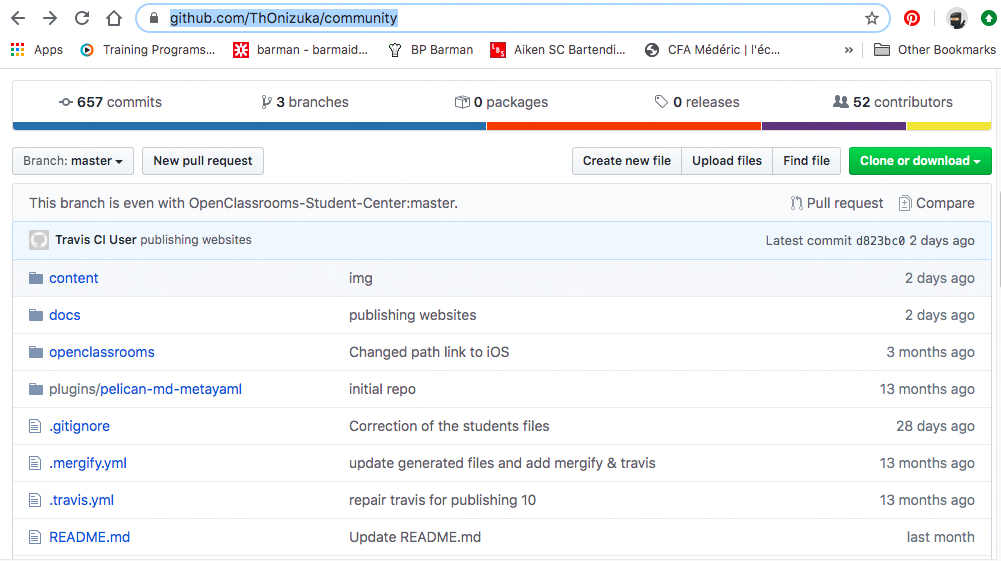 github.com/ThOnizuka/community
Apps Training Programs... barman - barmaid... BP Barman Aiken SC Bartendi... CFA Médéric | l'éc... » Other Bookmarks
657 commits 3 branches 0 packages 0 releases 52 contributors
Branch: master New pull request Create new file Upload files Find file Clone or download
This branch is even with OpenClassrooms-Student-Center:master. Pull request Compare
Travis CI User publishing websites Latest commit d823bc0 2 days ago
content img 2 days ago
docs publishing websites 2 days ago
openclassrooms Changed path link to iOS 3 months ago
plugins/pelican-md-metayaml initial repo 13 months ago
.gitignore Correction of the students files 28 days ago
.mergify.yml update generated files and add mergify & travis 13 months ago
.travis.yml repair travis for publishing 10 13 months ago
README.md Update README.md last month